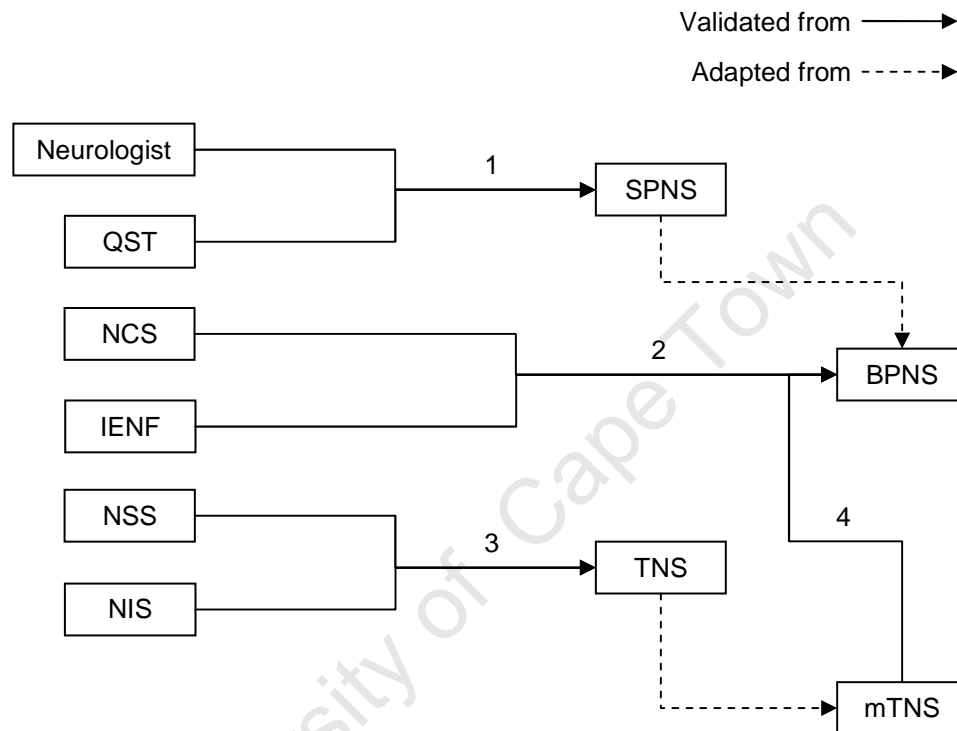 Validated from
Adapted from
Neurologist
1
SPNS
QST
NCS
2
BPNS
IENF
NSS
4
3
TNS
NIS
mTNS
University of Cape Town